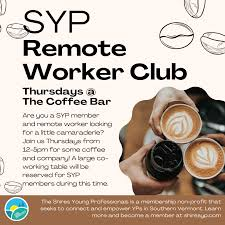 SYP
Remote
Worker Club
Thursdays @
The Coffee Bar
Are you a SYP member
and remote worker looking
for a little camaraderie?
Join us Thursdays from
12-5pm for some coffee
and company! A large co-
working table will be
reserved for SYP
members during this time.
The Shires Young Professionals is a membership non-profit that
seeks to connect and empower YPs in Southern Vermont. Learn
more and become a member at shiresyp.com